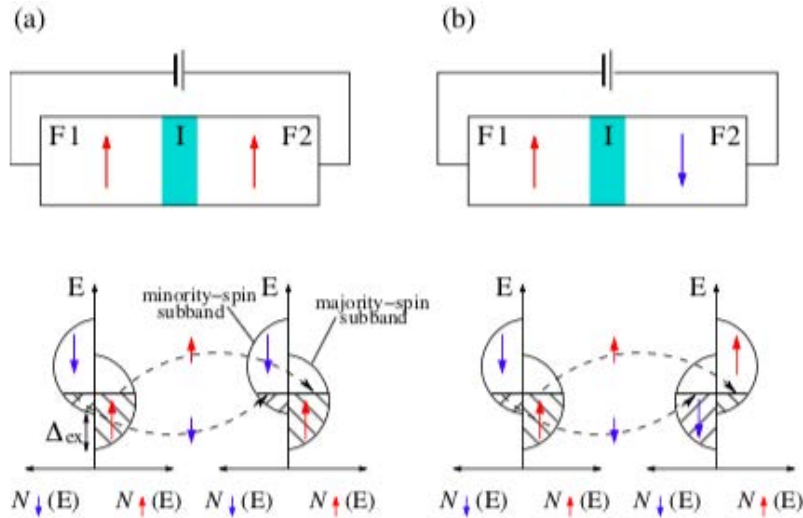 (a)
(b)
F1 I F2
F1 I F2
E
minority-spin
subband
E
majority-spin
subband
E
E
Δex
N↓(E) N↑(E) N↓(E) N↑(E)
N↓(E) N↑(E) N↓(E) N↑(E)